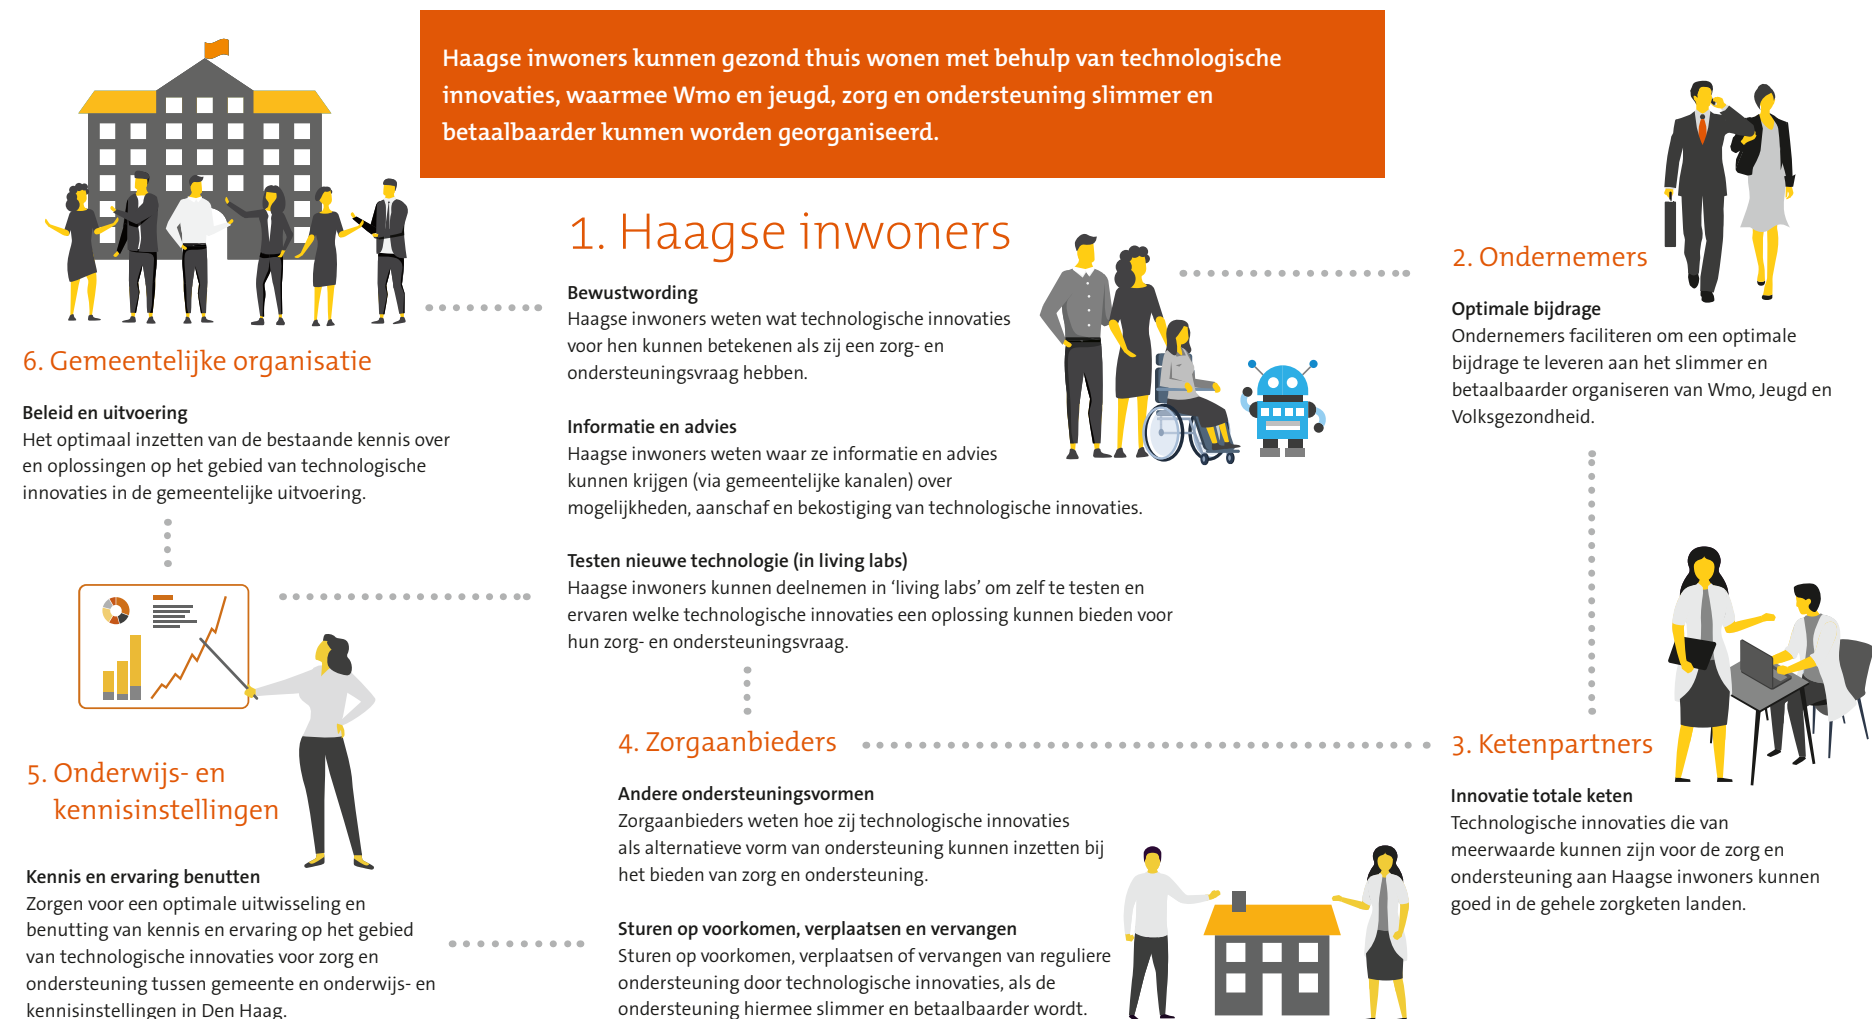 Haagse inwoners kunnen gezond thuis wonen met behulp van technologische
innovaties, waarmee Wmo en jeugd, zorg en ondersteuning slimmer en
betaalbaarder kunnen worden georganiseerd.
1. Haagse inwoners
Bewustwording
Haagse inwoners weten wat technologische innovaties
voor hen kunnen betekenen als zij een zorg- en
ondersteuningsvraag hebben.
Informatie en advies
Haagse inwoners weten waar ze informatie en advies
kunnen krijgen (via gemeentelijke kanalen) over
mogelijkheden, aanschaf en bekostiging van technologische innovaties.
Testen nieuwe technologie (in living labs)
Haagse inwoners kunnen deelnemen in ‘living labs’ om zelf te testen en
ervaren welke technologische innovaties een oplossing kunnen bieden voor
hun zorg- en ondersteuningsvraag.
2. Ondernemers
Optimale bijdrage
Ondernemers faciliteren om een optimale
bijdrage te leveren aan het slimmer en
betaalbaarder organiseren van Wmo, Jeugd en
Volksgezondheid.
3. Ketenpartners
Innovatie totale keten
Technologische innovaties die van
meerwaarde kunnen zijn voor de zorg en
ondersteuning aan Haagse inwoners kunnen
goed in de gehele zorgketen landen.
4. Zorgaanbieders
Andere ondersteuningsvormen
Zorgaanbieders weten hoe zij technologische innovaties
als alternatieve vorm van ondersteuning kunnen inzetten bij
het bieden van zorg en ondersteuning.
Sturen op voorkomen, verplaatsen en vervangen
Sturen op voorkomen, verplaatsen of vervangen van reguliere
ondersteuning door technologische innovaties, als de
ondersteuning hiermee slimmer en betaalbaarder wordt.
5. Onderwijs- en
kennisinstellingen
Kennis en ervaring benutten
Zorgen voor een optimale uitwisseling en
benutting van kennis en ervaring op het gebied
van technologische innovaties voor zorg en
ondersteuning tussen gemeente en onderwijs- en
kennisinstellingen in Den Haag.
6. Gemeentelijke organisatie
Beleid en uitvoering
Het optimaal inzetten van de bestaande kennis over
en oplossingen op het gebied van technologische
innovaties in de gemeentelijke uitvoering.